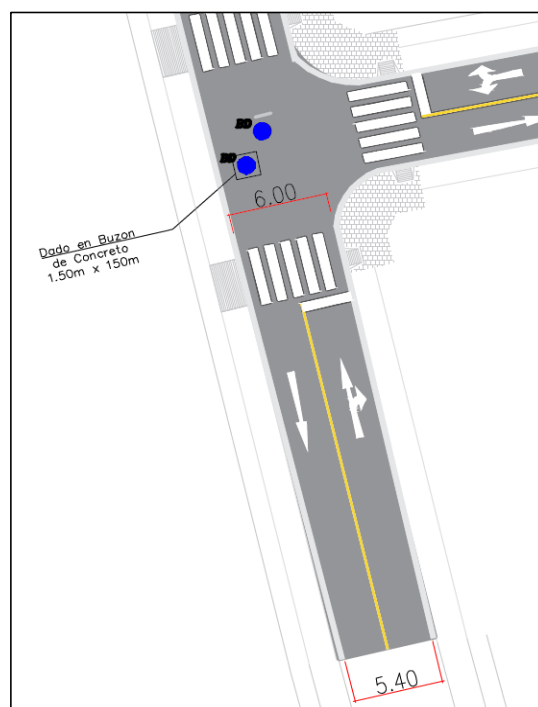 BD
BD
6.00
Dado en Buzon
de Concreto
1.50m x 150m
5.40